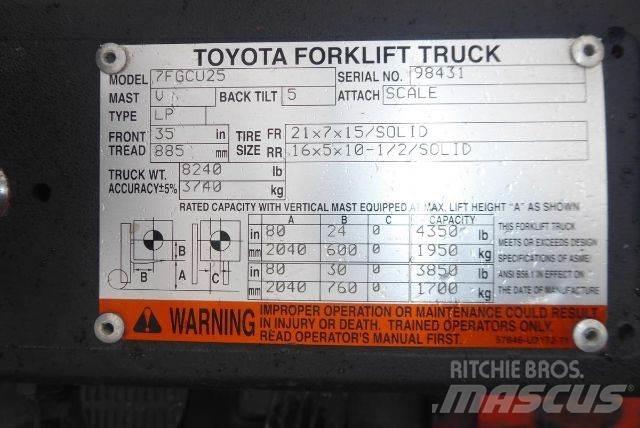 TOYOTA FORKLIFT TRUCK
MODEL 7FGCU25 SERIAL NO. 98431
MAST V BACK TILT 5 ATTACH SCALE
TYPE LP
FRONT 35 in TIRE FR 21x7x15/SOLID
TREAD 885 mm SIZE RR 16x5x10-1/2/SOLID
TRUCK WT. 8240 lb
ACCURACY±5% 3740 kg
RATED CAPACITY WITH VERTICAL MAST EQUIPPED AT MAX. LIFT HEIGHT "A" AS SHOWN
A B C CAPACITY
in 80 24 0 4350 lb
mm 2040 600 0 1950 kg
in 80 30 0 3850 lb
mm 2040 760 0 1700 kg
THIS FORKLIFT TRUCK
MEETS OR EXCEEDS DESIGN
SPECIFICATIONS OF ASME/
ANSI B56.1 IN EFFECT ON
THE DATE OF MANUFACTURE
B A C
WARNING
IMPROPER OPERATION OR MAINTENANCE COULD RESULT
IN INJURY OR DEATH. TRAINED OPERATORS ONLY.
READ OPERATOR'S MANUAL FIRST.
RITCHIE BROS.
MASCUS